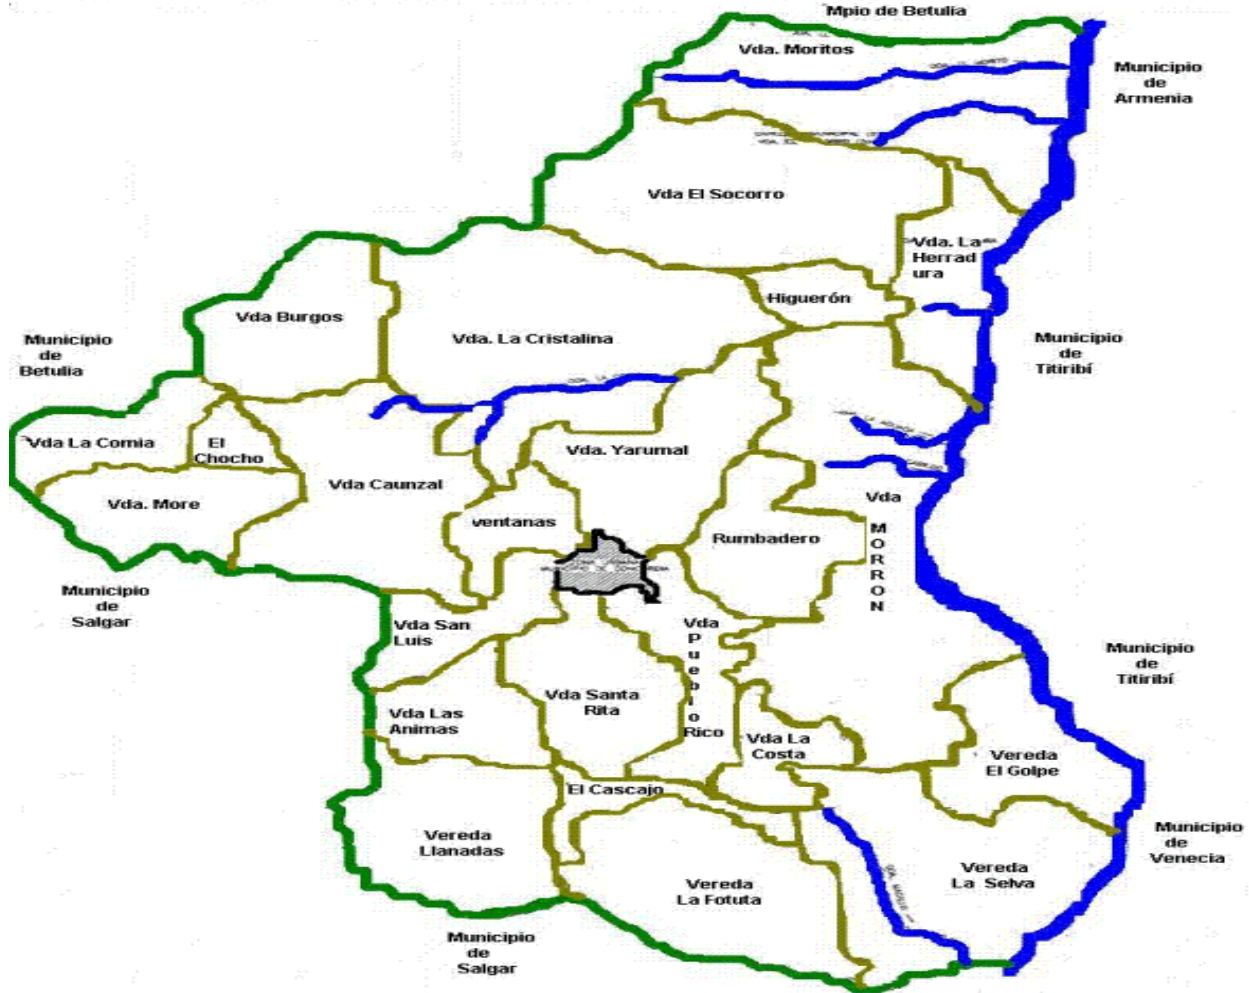 Mpio de Betulia
Vda. Moritos
Municipio
de
Armenia
Vda El Socorro
Vda. La
Herrad
ura
Higuerón
Vda Burgos
Vda. La Cristalina
Municipio
de
Betulia
Municipio
de
Titiribí
Vda La Comia
El
Chocho
Vda. Yarumal
Vda Caunzal
Vda. More
ventanas
Rumbadero
Vda
M
O
R
R
O
N
Municipio
de
Salgar
Vda San
Luis
Vda
P
u
e
b
l
o
Rico
Municipio
de
Titiribí
Vda Santa
Rita
Vda Las
Animas
Vda La
Costa
Vereda
El Golpe
El Cascajo
Vereda
Llanadas
Municipio
de
Venecia
Vereda
La Selva
Vereda
La Fotuta
Municipio
de
Salgar